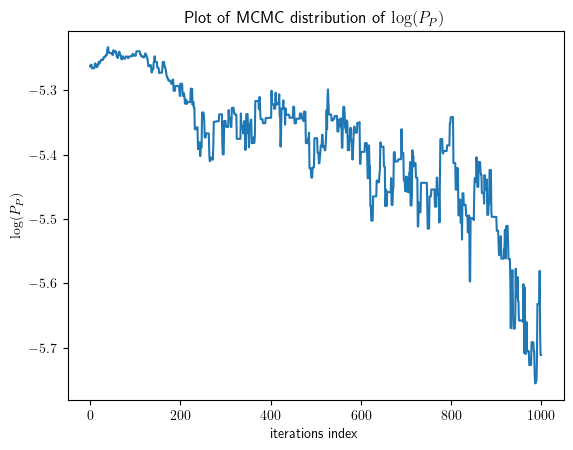 Plot of MCMC distribution of log(P_P)
−5.3
−5.4
−5.5
−5.6
−5.7
log(P_P)
0 200 400 600 800 1000
iterations index